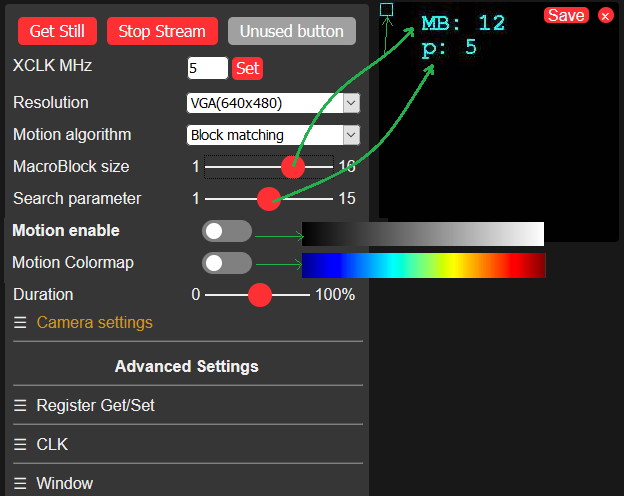 Get Still Stop Stream Unused button
XCLK MHz 5 Set
Resolution VGA(640x480)
Motion algorithm Block matching
MacroBlock size 1 16
Search parameter 1 15
Motion enable
Motion Colormap
Duration 0 100%
☰ Camera settings
Advanced Settings
☰ Register Get/Set
☰ CLK
☰ Window
MB: 12
p: 5
Save ×